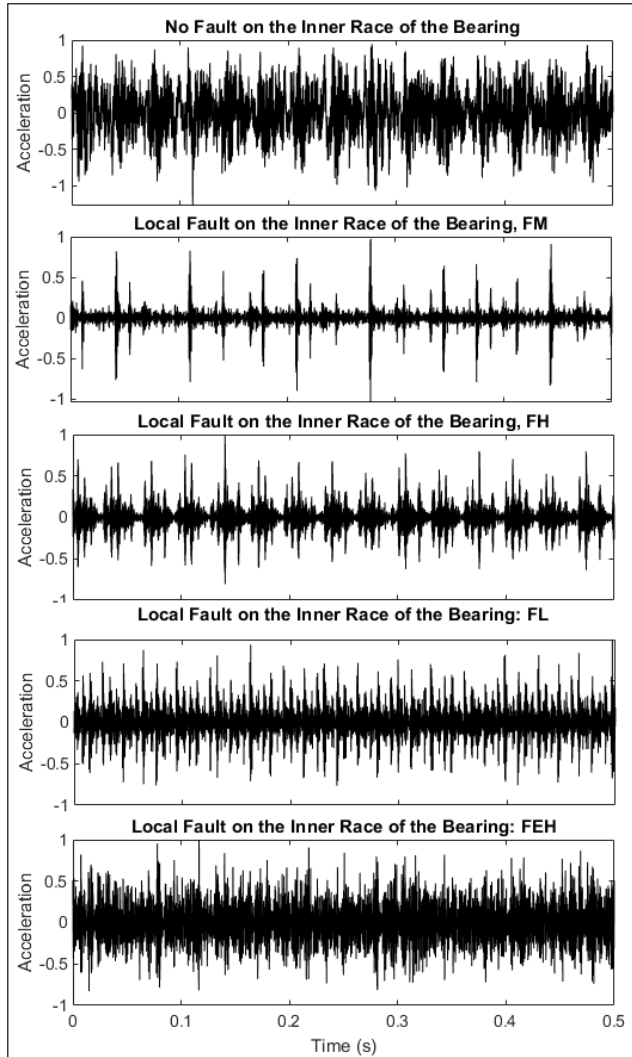 No Fault on the Inner Race of the Bearing
1
0.5
0
-0.5
-1
Acceleration
Local Fault on the Inner Race of the Bearing, FM
1
0.5
0
-0.5
-1
Acceleration
Local Fault on the Inner Race of the Bearing, FH
1
0.5
0
-0.5
-1
Acceleration
Local Fault on the Inner Race of the Bearing: FL
1
0.5
0
-0.5
-1
Acceleration
Local Fault on the Inner Race of the Bearing: FEH
1
0.5
0
-0.5
-1
Acceleration
0 0.1 0.2 0.3 0.4 0.5
Time (s)